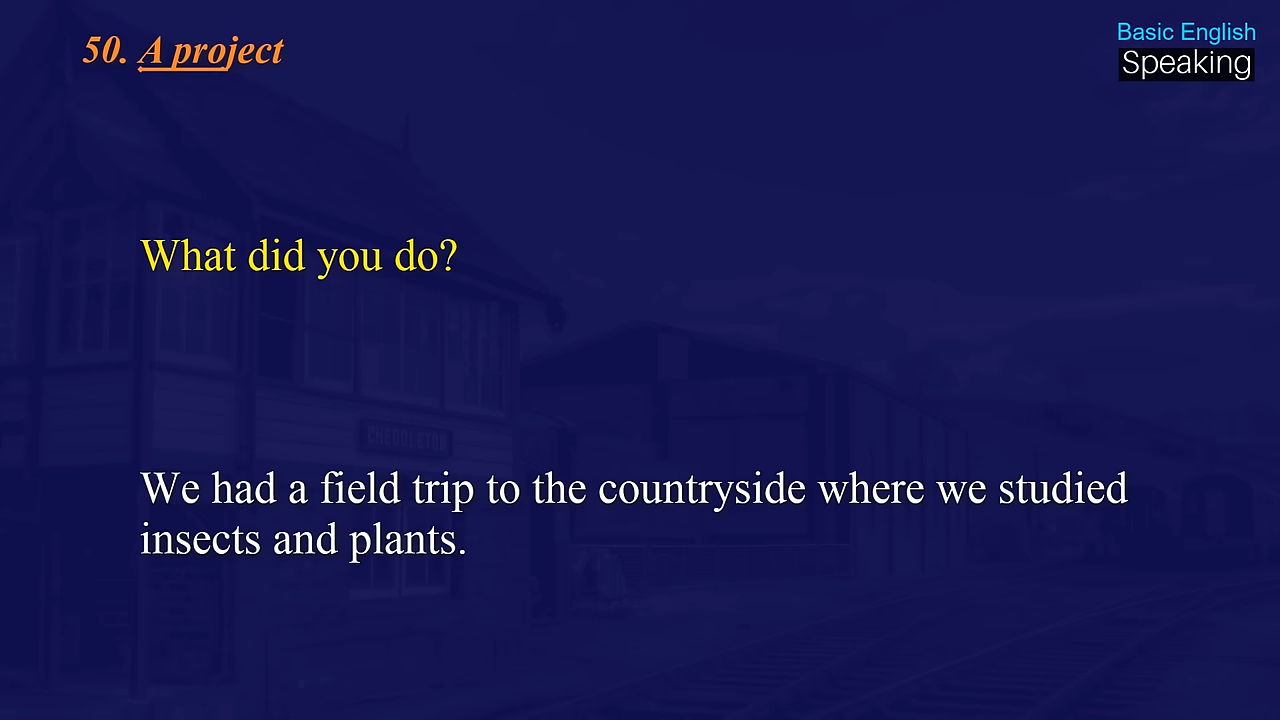 50. A project
Basic English
Speaking
What did you do?
CHEDDLETON
We had a field trip to the countryside where we studied
insects and plants.